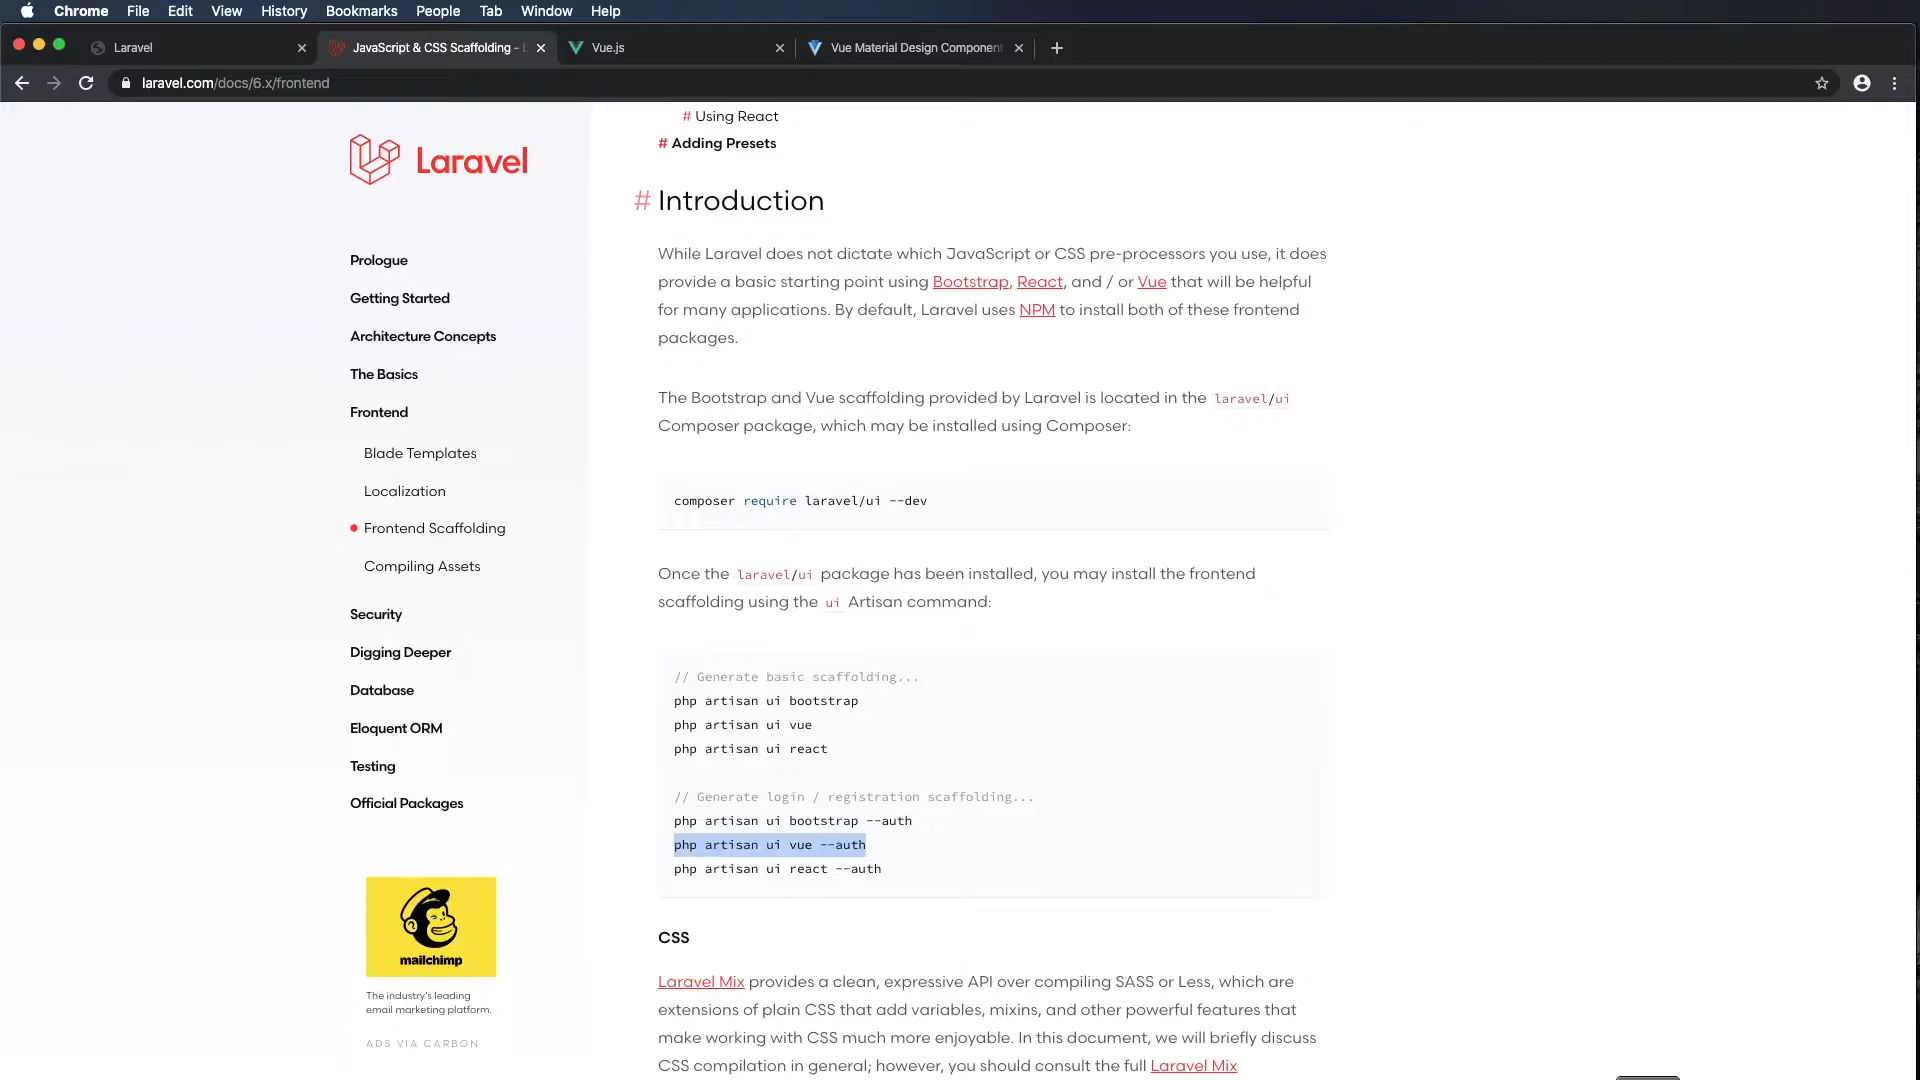 Chrome File Edit View History Bookmarks People Tab Window Help
Laravel
JavaScript & CSS Scaffolding - L
Vue.js
Vue Material Design Component
laravel.com/docs/6.x/frontend
Laravel
Prologue
Getting Started
Architecture Concepts
The Basics
Frontend
Blade Templates
Localization
Frontend Scaffolding
Compiling Assets
Security
Digging Deeper
Database
Eloquent ORM
Testing
Official Packages
mailchimp
The industry's leading
email marketing platform.
ADS VIA CARBON
# Using React
# Adding Presets
# Introduction
While Laravel does not dictate which JavaScript or CSS pre-processors you use, it does
provide a basic starting point using Bootstrap, React, and / or Vue that will be helpful
for many applications. By default, Laravel uses NPM to install both of these frontend
packages.
The Bootstrap and Vue scaffolding provided by Laravel is located in the laravel/ui
Composer package, which may be installed using Composer:
composer require laravel/ui --dev
Once the laravel/ui package has been installed, you may install the frontend
scaffolding using the ui Artisan command:
// Generate basic scaffolding...
php artisan ui bootstrap
php artisan ui vue
php artisan ui react
// Generate login / registration scaffolding...
php artisan ui bootstrap --auth
php artisan ui vue --auth
php artisan ui react --auth
CSS
Laravel Mix provides a clean, expressive API over compiling SASS or Less, which are
extensions of plain CSS that add variables, mixins, and other powerful features that
make working with CSS much more enjoyable. In this document, we will briefly discuss
CSS compilation in general; however, you should consult the full Laravel Mix